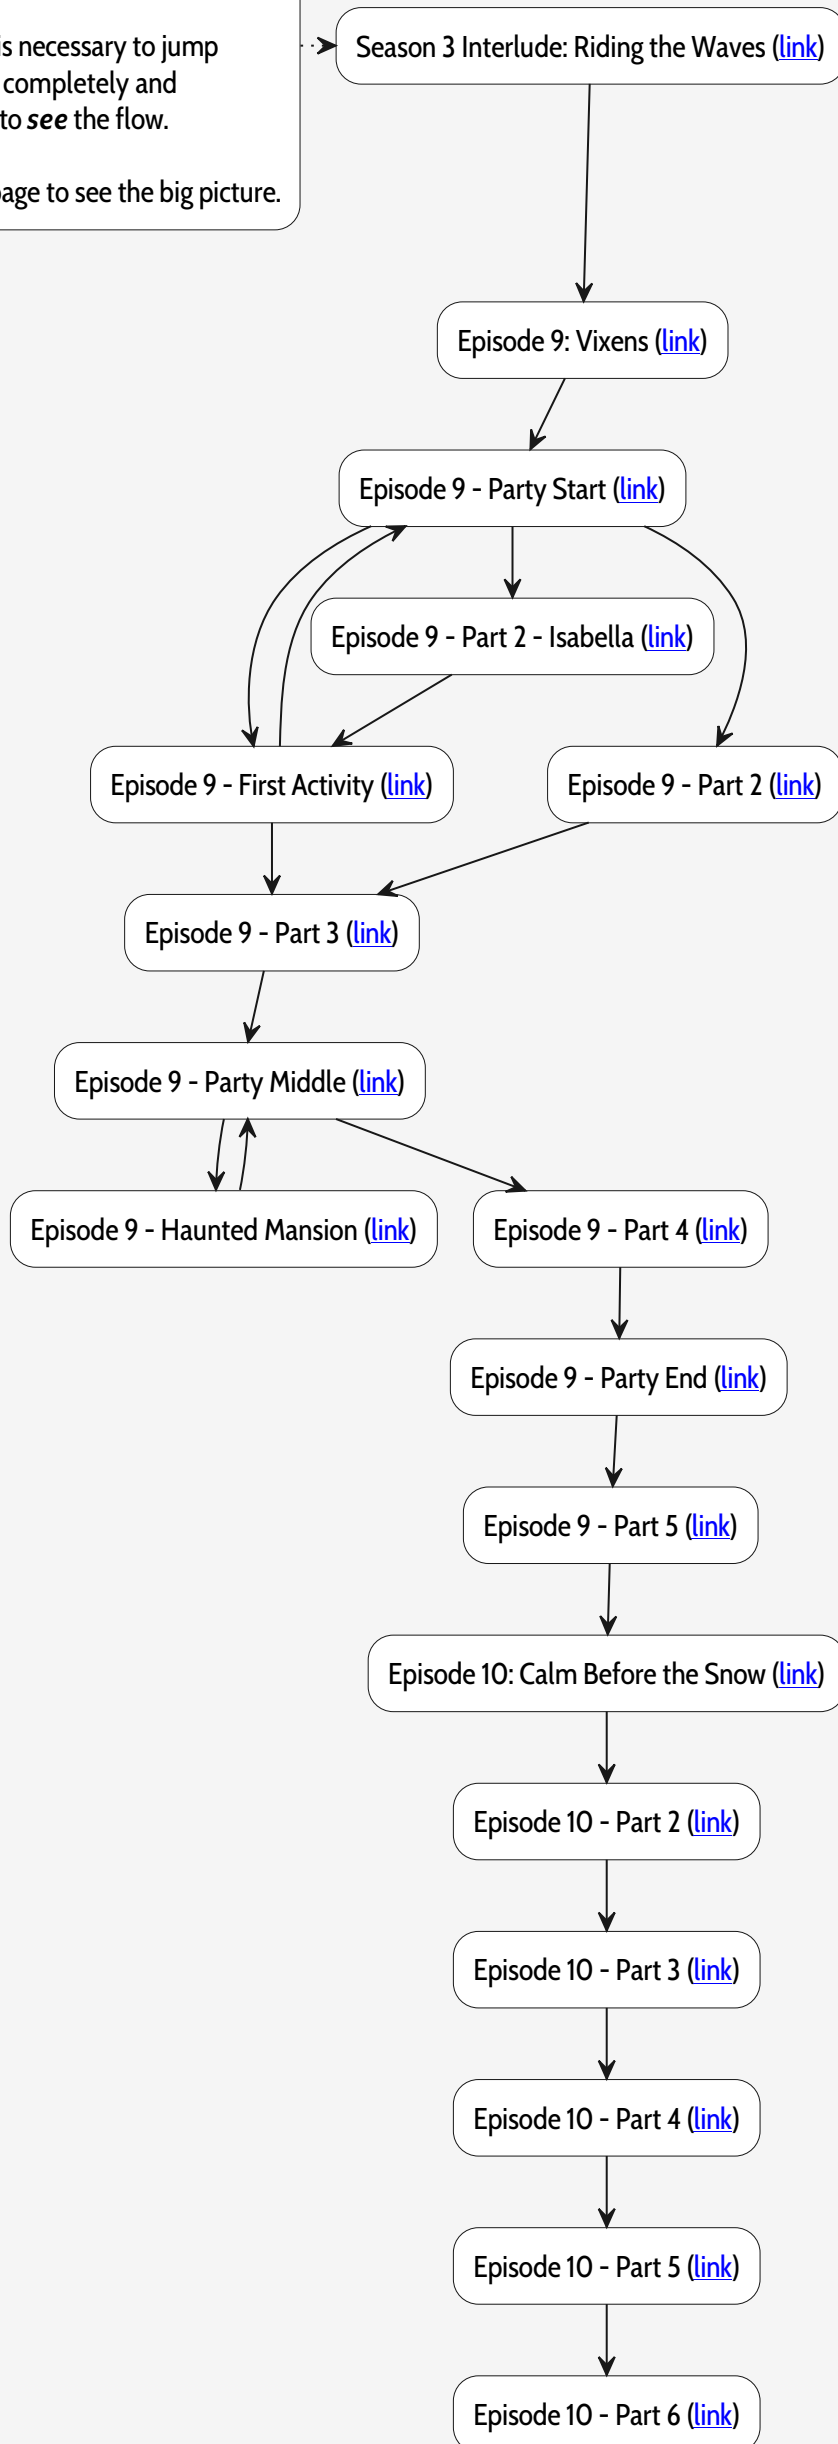 is necessary to jump
completely and
to see the flow.
page to see the big picture.
Season 3 Interlude: Riding the Waves (link)
Episode 9: Vixens (link)
Episode 9 - Party Start (link)
Episode 9 - Part 2 - Isabella (link)
Episode 9 - First Activity (link)
Episode 9 - Part 2 (link)
Episode 9 - Part 3 (link)
Episode 9 - Party Middle (link)
Episode 9 - Haunted Mansion (link)
Episode 9 - Part 4 (link)
Episode 9 - Party End (link)
Episode 9 - Part 5 (link)
Episode 10: Calm Before the Snow (link)
Episode 10 - Part 2 (link)
Episode 10 - Part 3 (link)
Episode 10 - Part 4 (link)
Episode 10 - Part 5 (link)
Episode 10 - Part 6 (link)